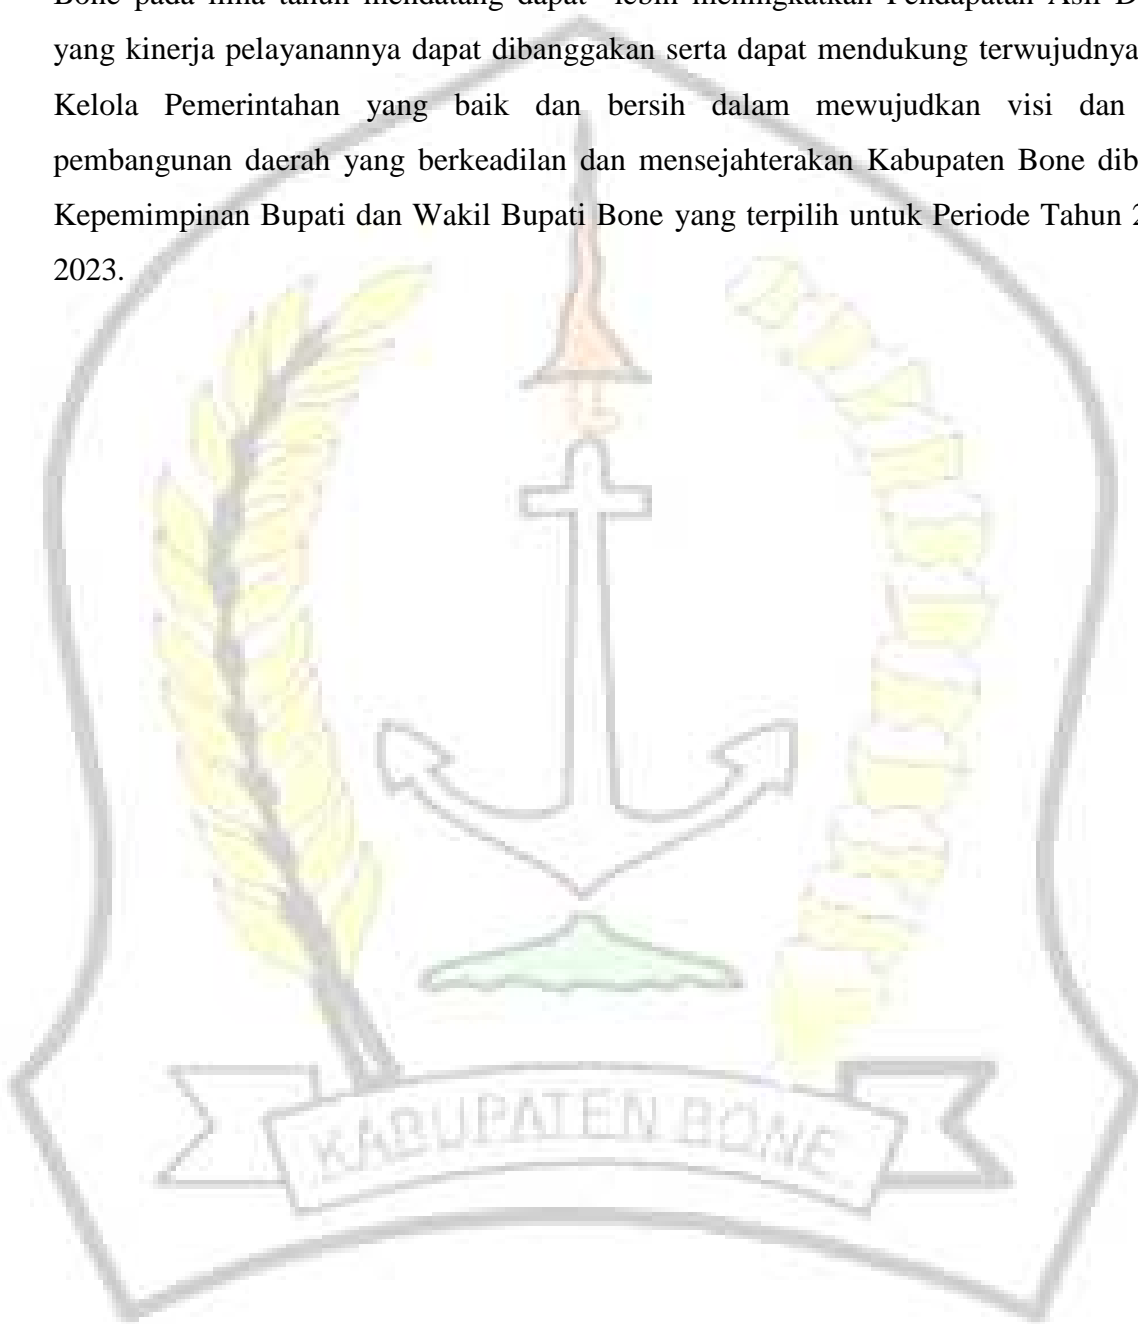 Bone pada lima tahun mendatang dapat lebih meningkatkan Pendapatan Asli D
yang kinerja pelayanannya dapat dibanggakan serta dapat mendukung terwujudnya
Kelola Pemerintahan yang baik dan bersih dalam mewujudkan visi dan
pembangunan daerah yang berkeadilan dan mensejahterakan Kabupaten Bone dib
Kepemimpinan Bupati dan Wakil Bupati Bone yang terpilih untuk Periode Tahun 2
2023.
KABUPATEN BONE